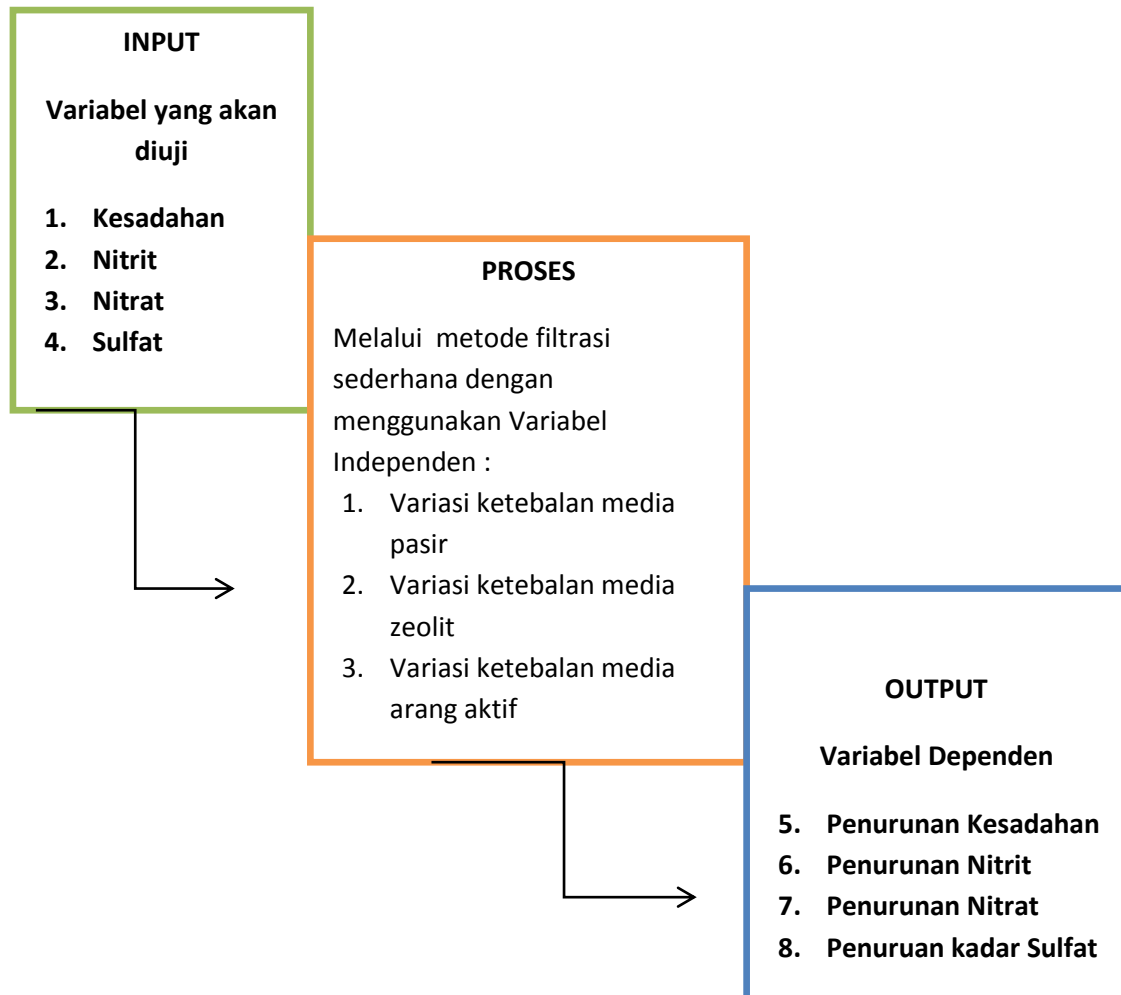 INPUT
Variabel yang akan
diuji
1. Kesadahan
2. Nitrit
3. Nitrat
4. Sulfat
PROSES
Melalui metode filtrasi
sederhana dengan
menggunakan Variabel
Independen :
1. Variasi ketebalan media
pasir
2. Variasi ketebalan media
zeolit
3. Variasi ketebalan media
arang aktif
OUTPUT
Variabel Dependen
5. Penurunan Kesadahan
6. Penurunan Nitrit
7. Penurunan Nitrat
8. Penuruan kadar Sulfat